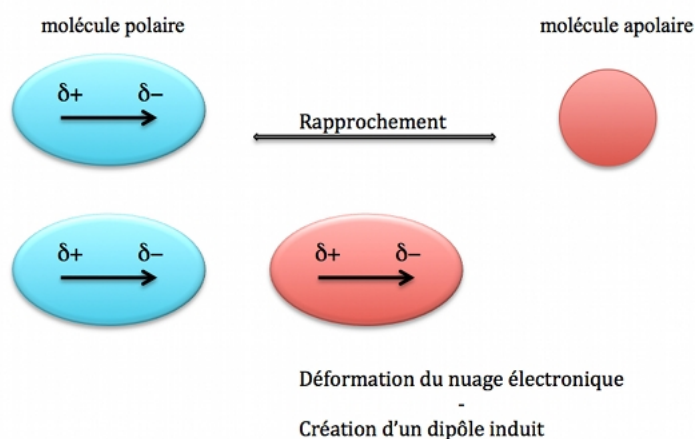 molécule polaire
molécule apolaire
δ+ δ−
Rapprochement
δ+ δ−
δ+ δ−
Déformation du nuage électronique
-
Création d'un dipôle induit